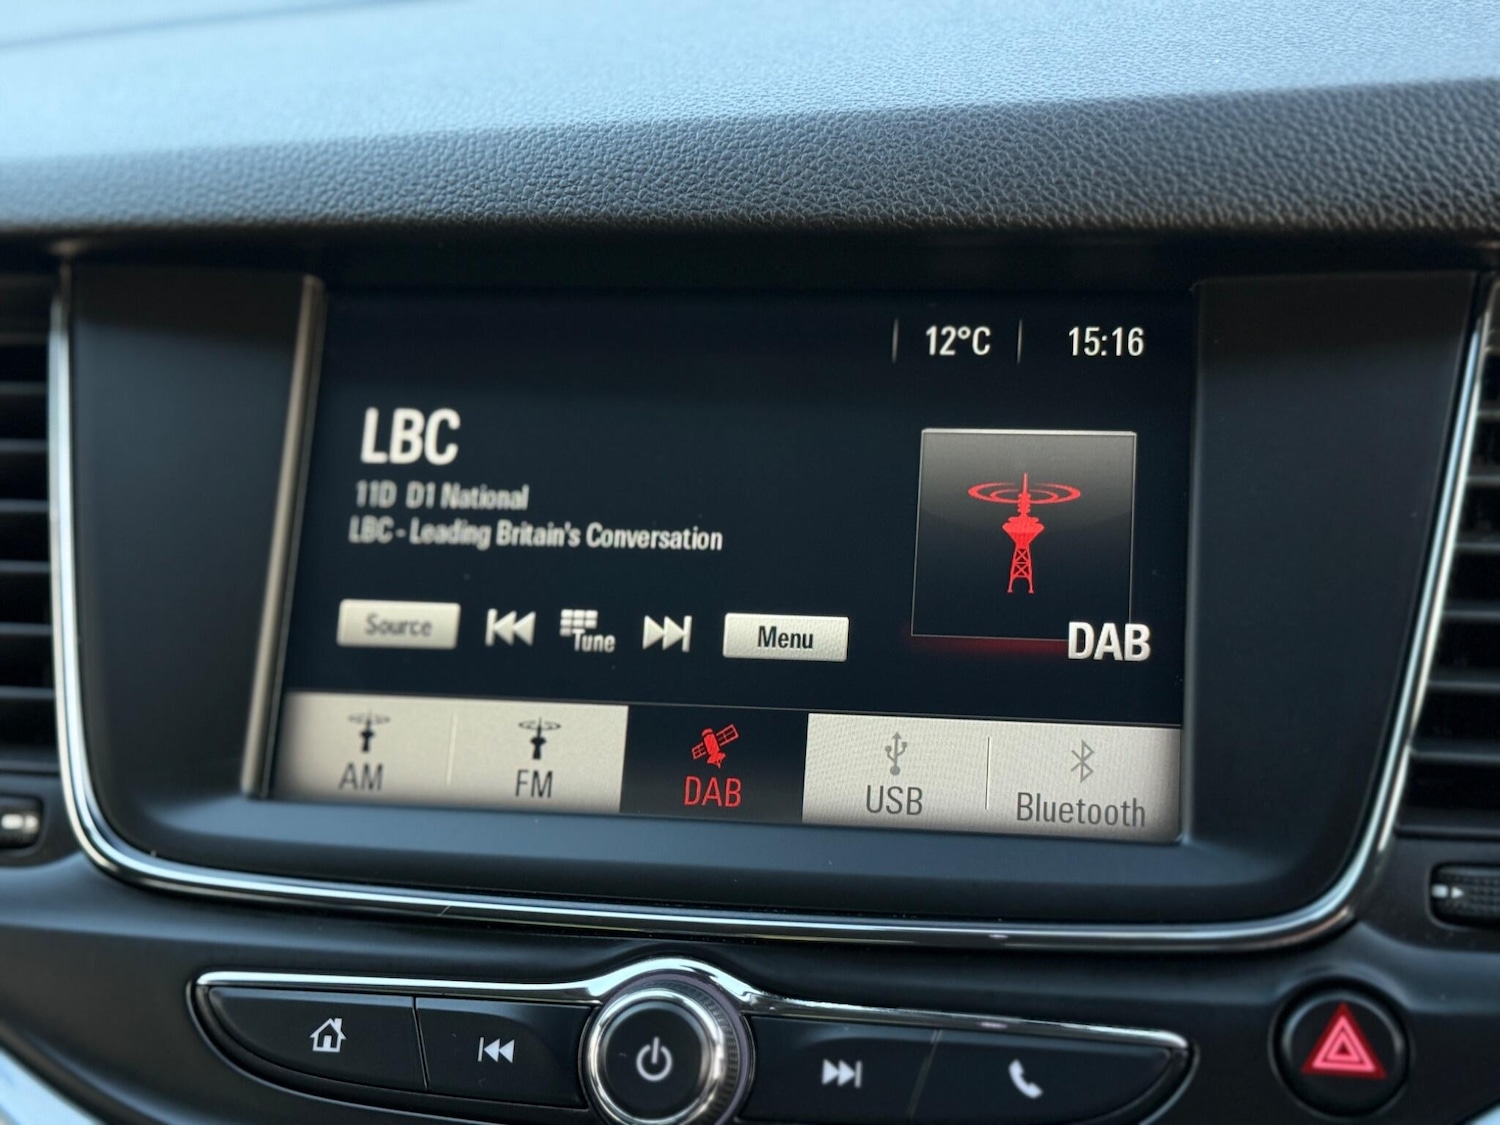 12°C 15:16
LBC
11D D1 National
LBC - Leading Britain's Conversation
Source Tune Menu
DAB
AM FM DAB USB Bluetooth